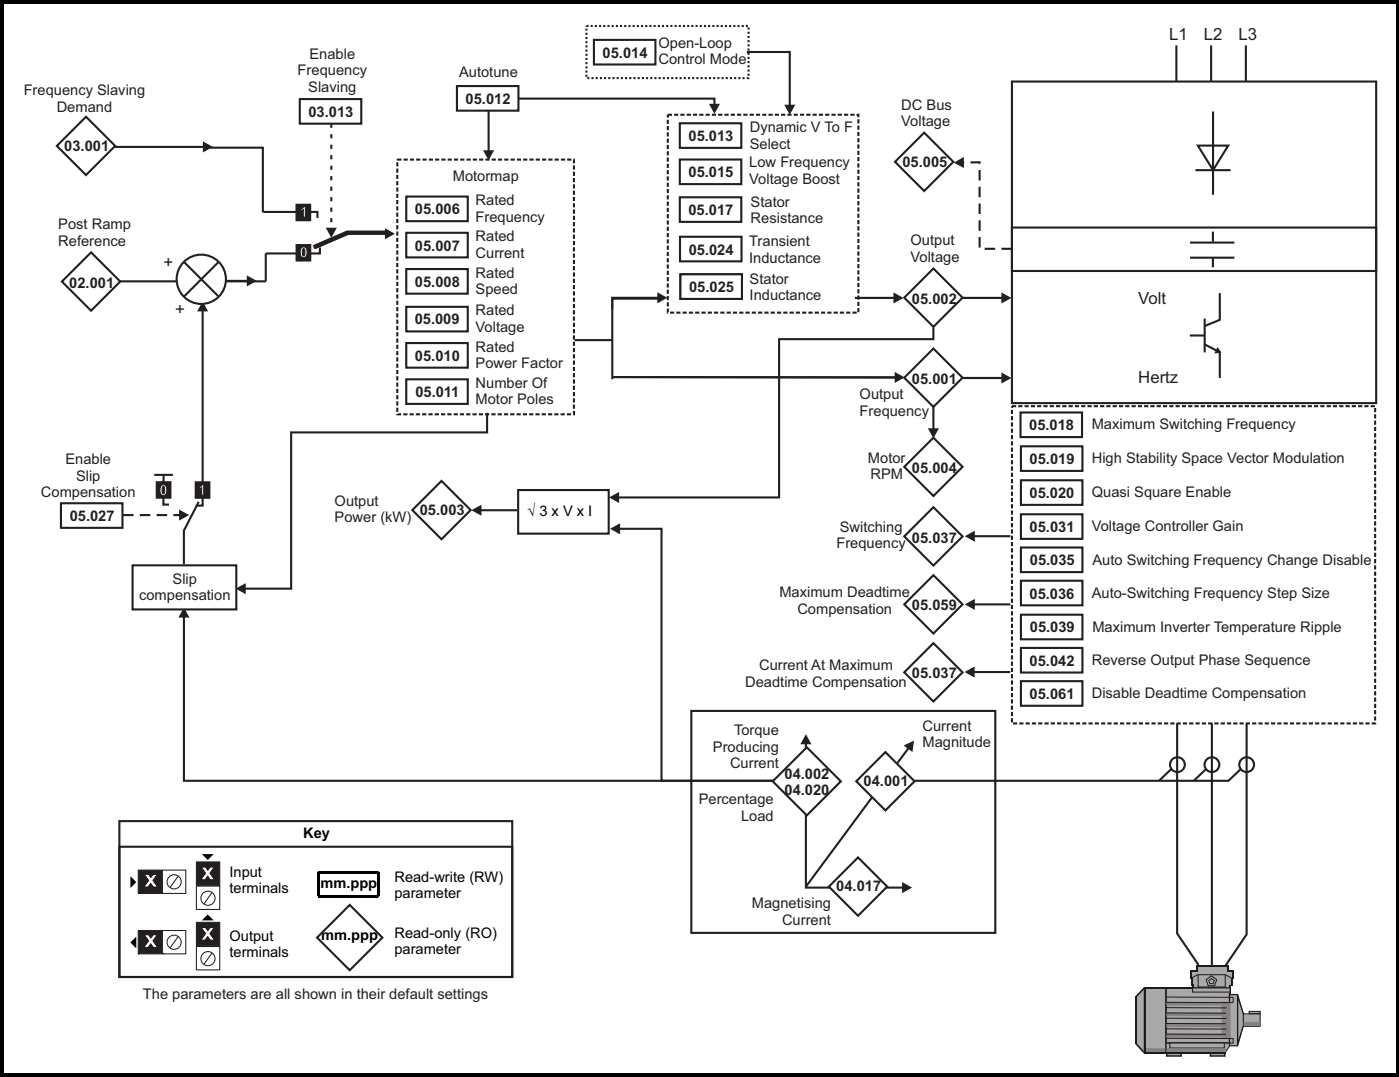 L1 L2 L3
05.014
Open-Loop
Control Mode
Enable
Frequency
Slaving
03.013
Autotune
05.012
Frequency Slaving
Demand
03.001
DC Bus
Voltage
05.005
05.013 Dynamic V To F
Select
05.015 Low Frequency
Voltage Boost
05.017 Stator
Resistance
05.024 Transient
Inductance
05.025 Stator
Inductance
Motormap
05.006 Rated
Frequency
05.007 Rated
Current
05.008 Rated
Speed
05.009 Rated
Voltage
05.010 Rated
Power Factor
05.011 Number Of
Motor Poles
1
0
Post Ramp
Reference
02.001
+
+
Output
Voltage
05.002
Volt
Hertz
05.001
Output
Frequency
Motor
RPM
05.004
Enable
Slip
Compensation
05.027
0
1
Slip
compensation
Output
Power (kW)
05.003
√ 3 x V x I
Switching
Frequency
05.037
Maximum Deadtime
Compensation
05.059
Current At Maximum
Deadtime Compensation
05.037
05.018 Maximum Switching Frequency
05.019 High Stability Space Vector Modulation
05.020 Quasi Square Enable
05.031 Voltage Controller Gain
05.035 Auto Switching Frequency Change Disable
05.036 Auto-Switching Frequency Step Size
05.039 Maximum Inverter Temperature Ripple
05.042 Reverse Output Phase Sequence
05.061 Disable Deadtime Compensation
Torque
Producing
Current
04.002
04.020
Percentage
Load
Current
Magnitude
04.001
04.017
Magnetising
Current
Key
X
X
Input
terminals
mm.ppp
Read-write (RW)
parameter
X
X
Output
terminals
mm.ppp
Read-only (RO)
parameter
The parameters are all shown in their default settings